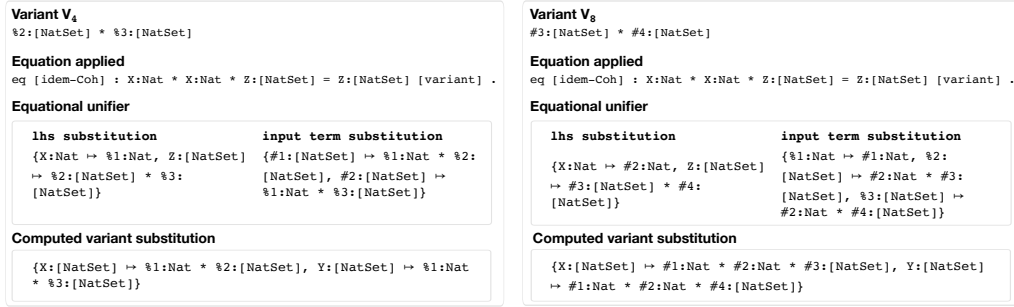 Variant V₄
%2:[NatSet] * %3:[NatSet]
Equation applied
eq [idem-Coh] : X:Nat * X:Nat * Z:[NatSet] = Z:[NatSet] [variant] .
Equational unifier
lhs substitution
{X:Nat ↦ %1:Nat, Z:[NatSet]
↦ %2:[NatSet] * %3:
[NatSet]}
input term substitution
{#1:[NatSet] ↦ %1:Nat * %2:
[NatSet], #2:[NatSet] ↦
%1:Nat * %3:[NatSet]}
Computed variant substitution
{X:[NatSet] ↦ %1:Nat * %2:[NatSet], Y:[NatSet] ↦ %1:Nat
* %3:[NatSet]}
Variant V₈
#3:[NatSet] * #4:[NatSet]
Equation applied
eq [idem-Coh] : X:Nat * X:Nat * Z:[NatSet] = Z:[NatSet] [variant] .
Equational unifier
lhs substitution
{X:Nat ↦ #2:Nat, Z:[NatSet]
↦ #3:[NatSet] * #4:
[NatSet]}
input term substitution
{%1:Nat ↦ #1:Nat, %2:
[NatSet] ↦ #2:Nat * #3:
[NatSet], %3:[NatSet] ↦
#2:Nat * #4:[NatSet]}
Computed variant substitution
{X:[NatSet] ↦ #1:Nat * #2:Nat * #3:[NatSet], Y:[NatSet]
↦ #1:Nat * #2:Nat * #4:[NatSet]}